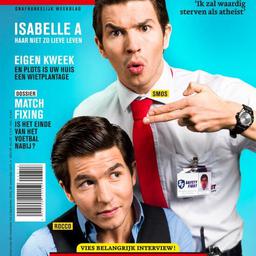 ONAFHANKELIJK WEEKBLAD
'Ik zal waardig
sterven als atheïst'
ISABELLE A
HAAR NIET ZO LIEVE LEVEN
EIGEN KWEEK
EN PLOTS IS UW HUIS
EEN WIETPLANTAGE
DOSSIER
MATCH
FIXING
IS HET EINDE
VAN HET
VOETBAL
NABIJ?
SMOS
SAFETY
FIRST
ROCCO
VIES BELANGRIJK INTERVIEW!